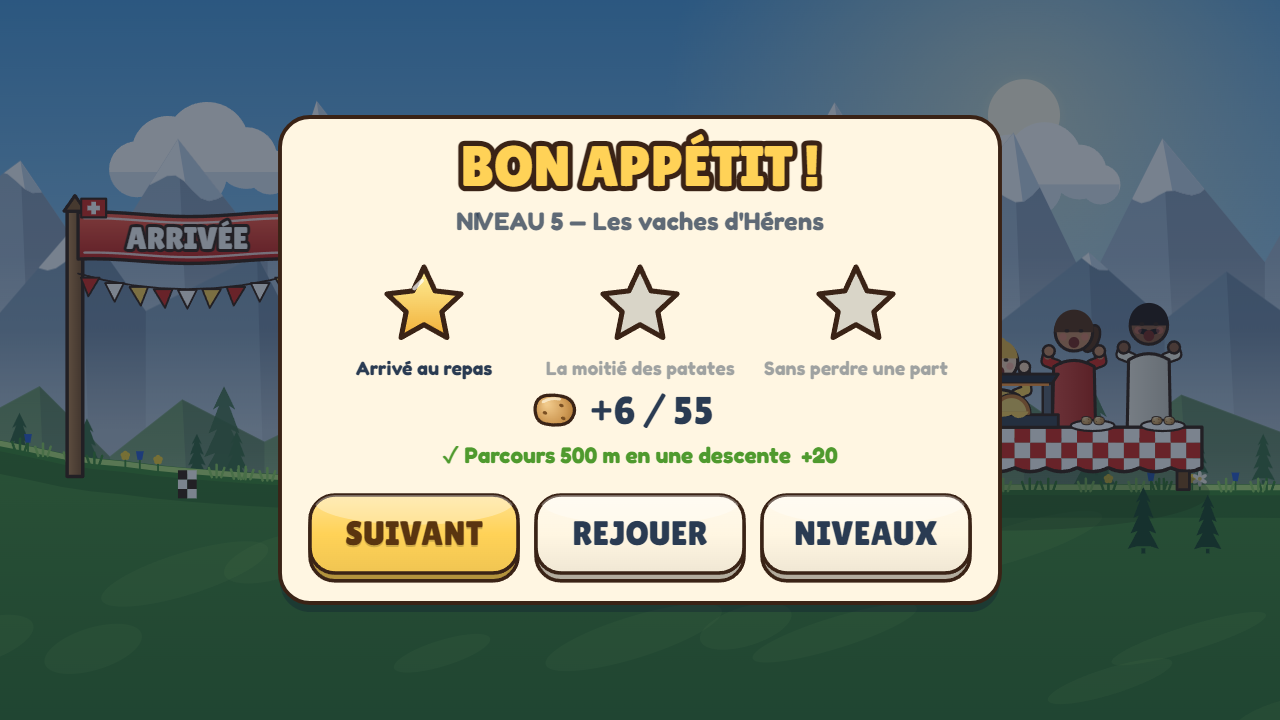 BON APPÉTIT !
NIVEAU 5 – Les vaches d'Hérens
ARRIVÉE
Arrivé au repas
La moitié des patates
Sans perdre une part
+6 / 55
✓ Parcours 500 m en une descente +20
SUIVANT
REJOUER
NIVEAUX